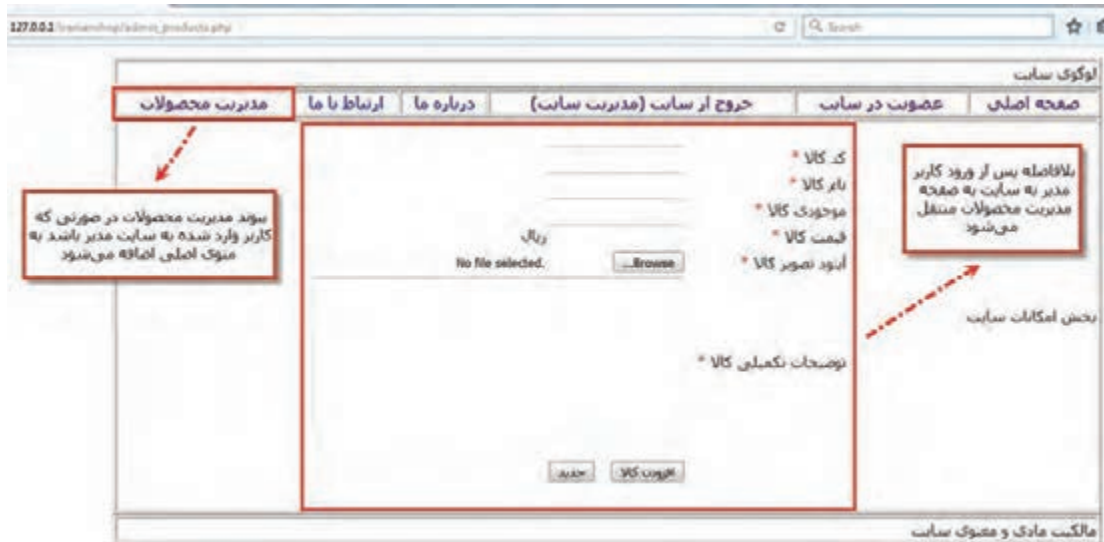 127.0.0.1/iranianshop/admin_products.php
Search
لوگوی سایت
صفحه اصلی
عضویت در سایت
خروج از سایت (مدیریت سایت)
درباره ما
ارتباط با ما
مدیریت محصولات
بلافاصله پس از ورود کاربر
مدیر به سایت به صفحه
مدیریت محصولات منتقل
می‌شود
کد کالا *
نام کالا *
موجودی کالا *
قیمت کالا *
ریال
آپلود تصویر کالا *
Browse...
No file selected.
توضیحات تکمیلی کالا *
افزودن کالا
جدید
پیوند مدیریت محصولات در صورتی که
کاربر وارد شده به سایت مدیر باشد به
منوی اصلی اضافه می‌شود
بخش امکانات سایت
مالکیت مادی و معنوی سایت